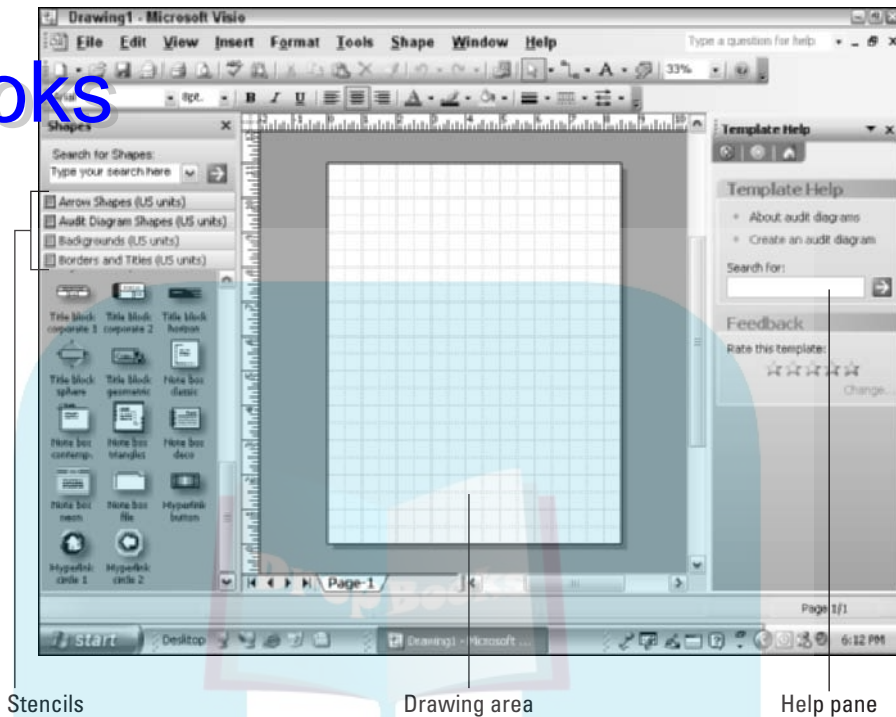 Drawing1 - Microsoft Visio
File Edit View Insert Format Tools Shape Window Help Type a question for help
33%
oks
Arial 8pt. B I U
Shapes
Search for Shapes:
Type your search here
Arrow Shapes (US units)
Audit Diagram Shapes (US units)
Backgrounds (US units)
Borders and Titles (US units)
Title block corporate 1
Title block corporate 2
Title block horizon
Title block sphere
Title block geometric
Note box classic
Note box contemp.
Note box triangles
Note box deco
Note box neon
Note box file
Hyperlink button
Hyperlink circle 1
Hyperlink circle 2
Page-1
Template Help
Template Help
About audit diagrams
Create an audit diagram
Search for:
Feedback
Rate this template:
Change...
DropBooks
Page 1/1
start Desktop Drawing1 - Microsoft ... 6:12 PM
Stencils Drawing area Help pane